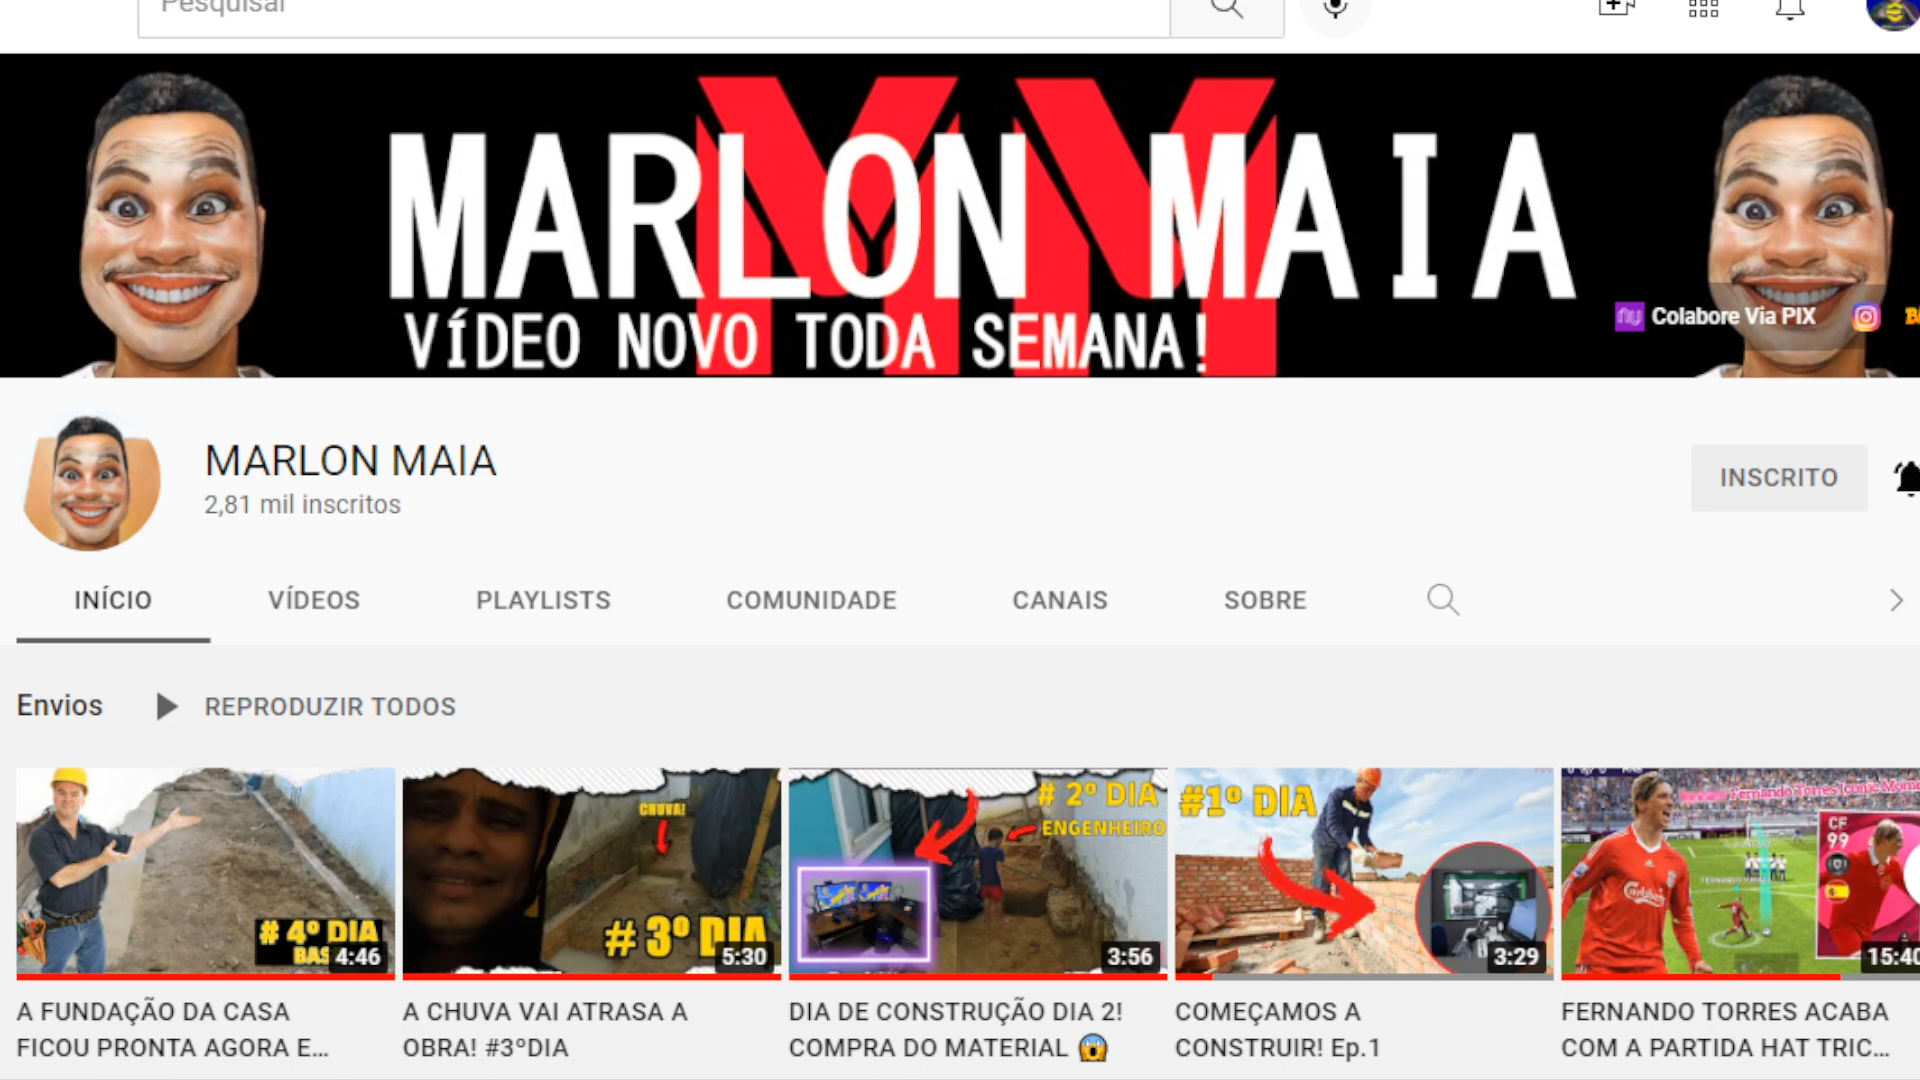 Pesquisar
MARLON MAIA
VÍDEO NOVO TODA SEMANA!
Colabore Via PIX
MARLON MAIA
2,81 mil inscritos
INSCRITO
INÍCIO
VÍDEOS
PLAYLISTS
COMUNIDADE
CANAIS
SOBRE
Envios
REPRODUZIR TODOS
# 4º DIA
4:46
CHUVA!
# 3º DIA
5:30
# 2º DIA
ENGENHEIRO
3:56
#1º DIA
3:29
CF
99
Carlsberg
15:40
A FUNDAÇÃO DA CASA
FICOU PRONTA AGORA E...
A CHUVA VAI ATRASA A
OBRA! #3ºDIA
DIA DE CONSTRUÇÃO DIA 2!
COMPRA DO MATERIAL 😱
COMEÇAMOS A
CONSTRUIR! Ep.1
FERNANDO TORRES ACABA
COM A PARTIDA HAT TRIC...